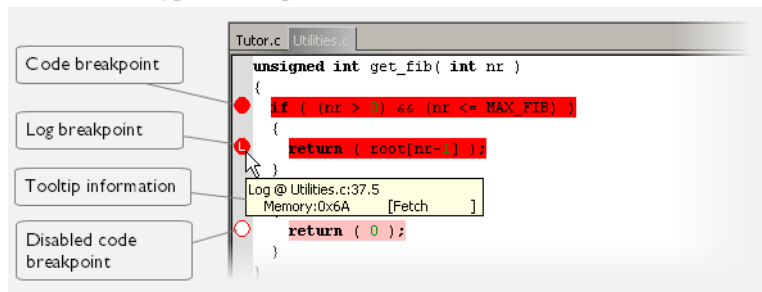 Tutor.c Utilities.c
Code breakpoint
unsigned int get_fib( int nr )
{
if ( (nr > 0) && (nr <= MAX_FIB) )
Log breakpoint
{
L
return ( root[nr-1] );
}
Tooltip information
Log @ Utilities.c:37.5
Memory:0x6A [Fetch ]
Disabled code
breakpoint
return ( 0 );
}
}